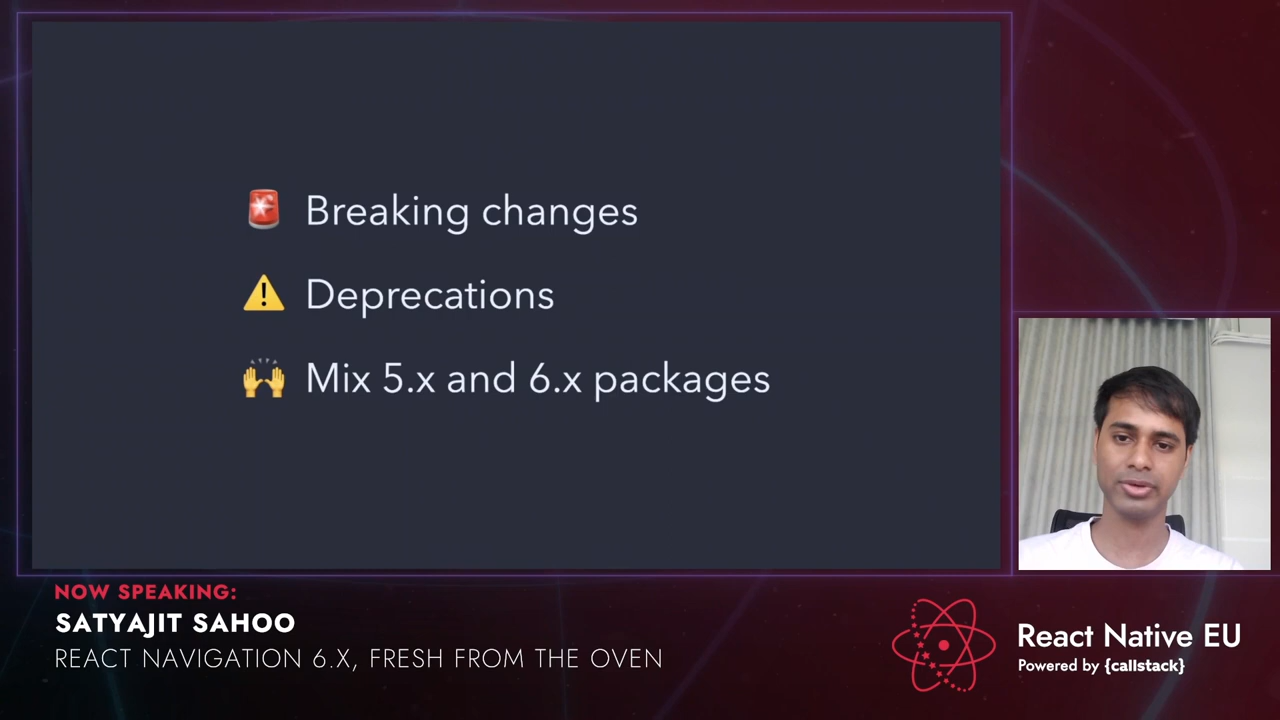 Breaking changes
Deprecations
Mix 5.x and 6.x packages
NOW SPEAKING:
SATYAJIT SAHOO
REACT NAVIGATION 6.X, FRESH FROM THE OVEN
React Native EU
Powered by {callstack}